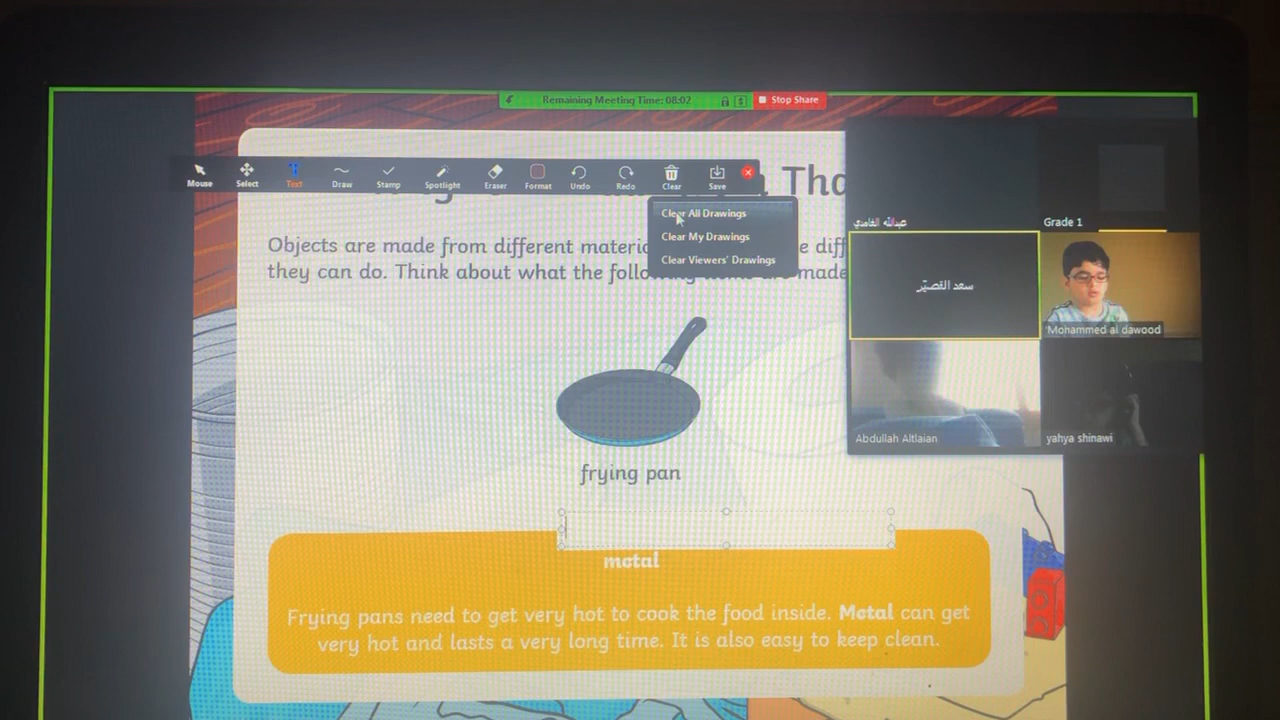 Remaining Meeting Time: 08:02
Stop Share
Mouse
Select
Text
Draw
Stamp
Spotlight
Eraser
Format
Undo
Redo
Clear
Save
Clear All Drawings
Clear My Drawings
Clear Viewers' Drawings
Objects are made from different
they can do. Think about what the
عبدالله الغامدي
Grade 1
سعد القصيّر
'Mohammed al dawood
Abdullah Altlaian
yahya shinawi
frying pan
metal
Frying pans need to get very hot to cook the food inside. Metal can get
very hot and lasts a very long time. It is also easy to keep clean.